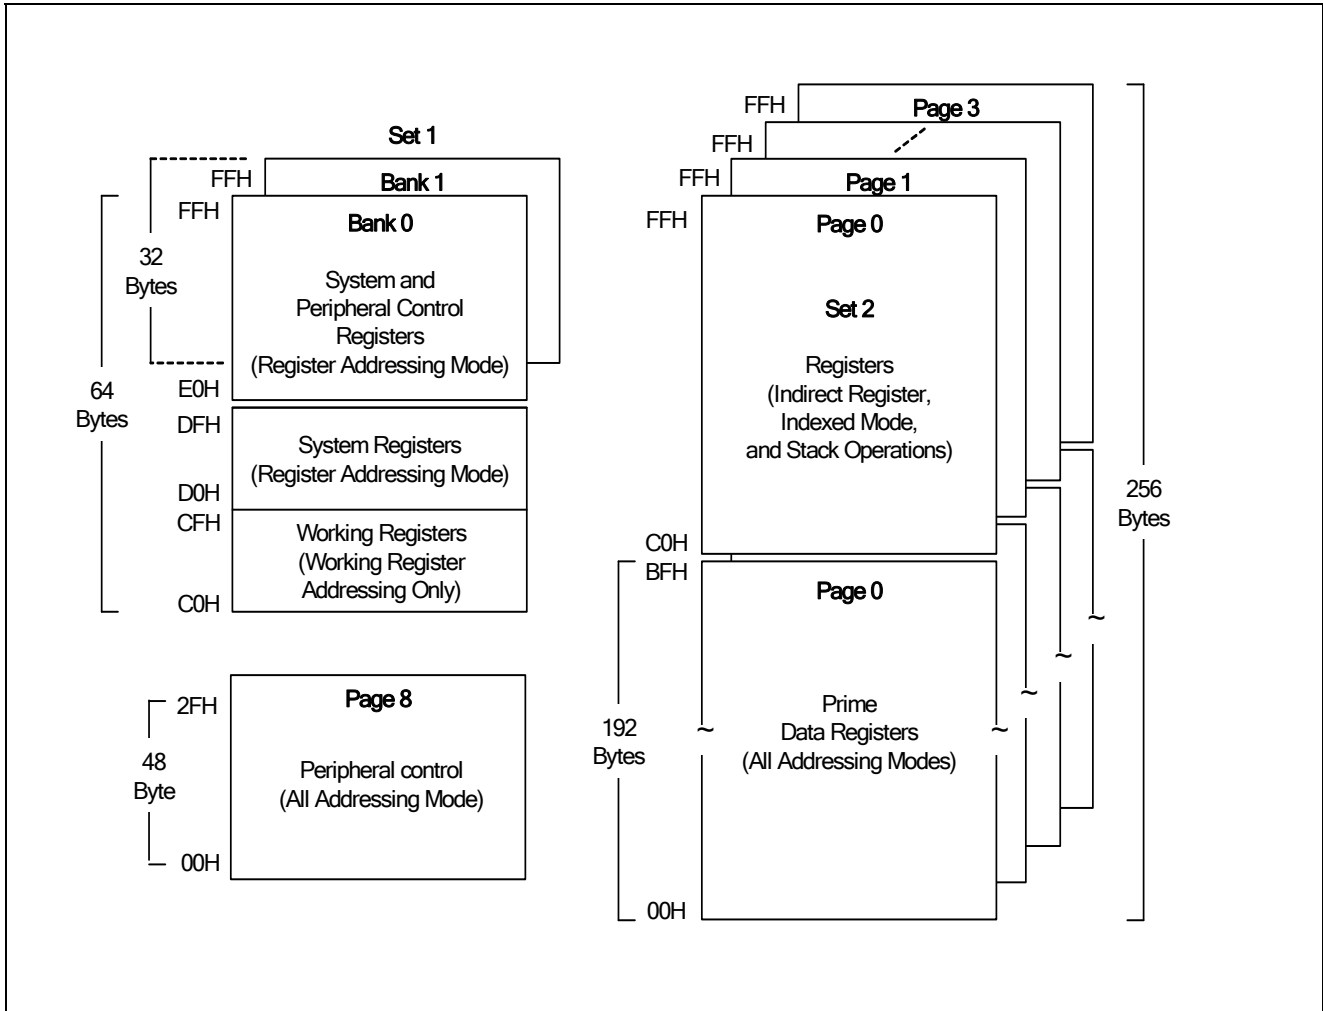 Set 1
FFH
Bank 1
FFH
Bank 0
32
Bytes
System and
Peripheral Control
Registers
(Register Addressing Mode)
E0H
64
Bytes
DFH
System Registers
(Register Addressing Mode)
D0H
CFH
Working Registers
(Working Register
Addressing Only)
C0H
2FH
Page 8
48
Byte
Peripheral control
(All Addressing Mode)
00H
FFH
Page 3
FFH
FFH
Page 1
FFH
Page 0
Set 2
Registers
(Indirect Register,
Indexed Mode,
and Stack Operations)
256
Bytes
C0H
BFH
Page 0
192
Bytes
~
Prime
Data Registers
(All Addressing Modes)
~
~
~
~
00H